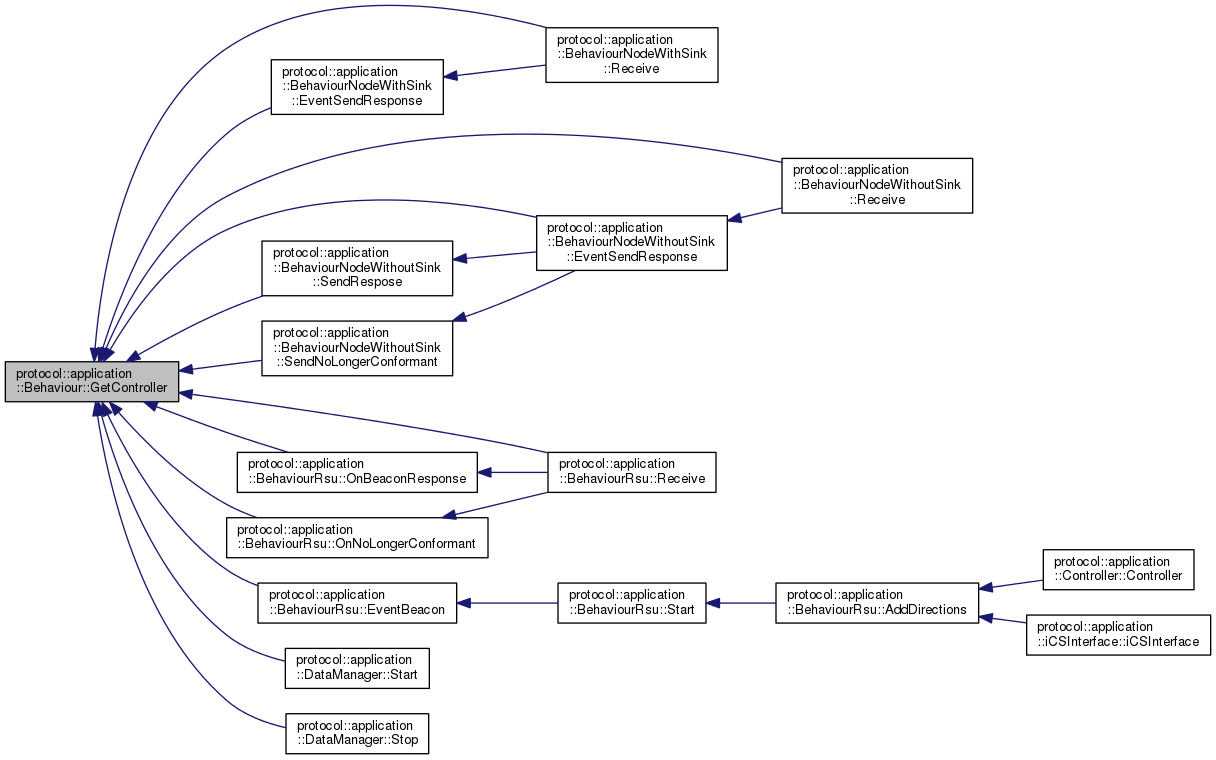 protocol::application
::BehaviourNodeWithSink
::Receive
protocol::application
::BehaviourNodeWithSink
::EventSendResponse
protocol::application
::BehaviourNodeWithoutSink
::Receive
protocol::application
::BehaviourNodeWithoutSink
::EventSendResponse
protocol::application
::BehaviourNodeWithoutSink
::SendRespose
protocol::application
::BehaviourNodeWithoutSink
::SendNoLongerConformant
protocol::application
::Behaviour::GetController
protocol::application
::BehaviourRsu::OnBeaconResponse
protocol::application
::BehaviourRsu::Receive
protocol::application
::BehaviourRsu::OnNoLongerConformant
protocol::application
::BehaviourRsu::EventBeacon
protocol::application
::BehaviourRsu::Start
protocol::application
::BehaviourRsu::AddDirections
protocol::application
::Controller::Controller
protocol::application
::iCSInterface::iCSInterface
protocol::application
::DataManager::Start
protocol::application
::DataManager::Stop